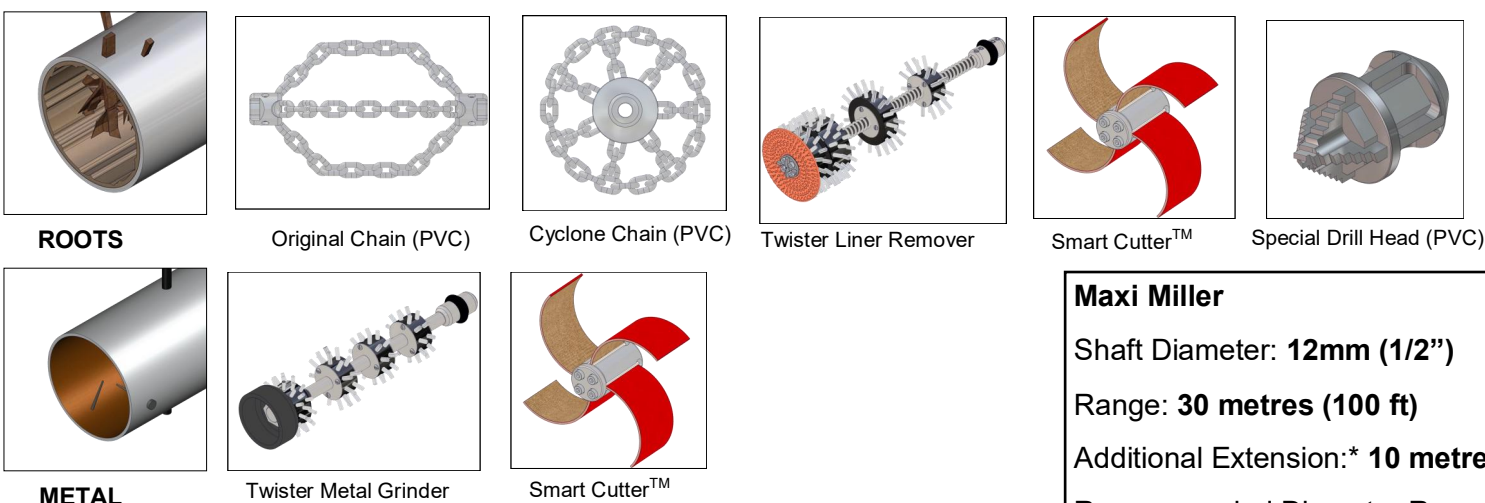 ROOTS
Original Chain (PVC)
Cyclone Chain (PVC)
Twister Liner Remover
Smart Cutter™
Special Drill Head (PVC)
METAL
Twister Metal Grinder
Smart Cutter™
Maxi Miller
Shaft Diameter: 12mm (1/2”)
Range: 30 metres (100 ft)
Additional Extension:* 10 metre